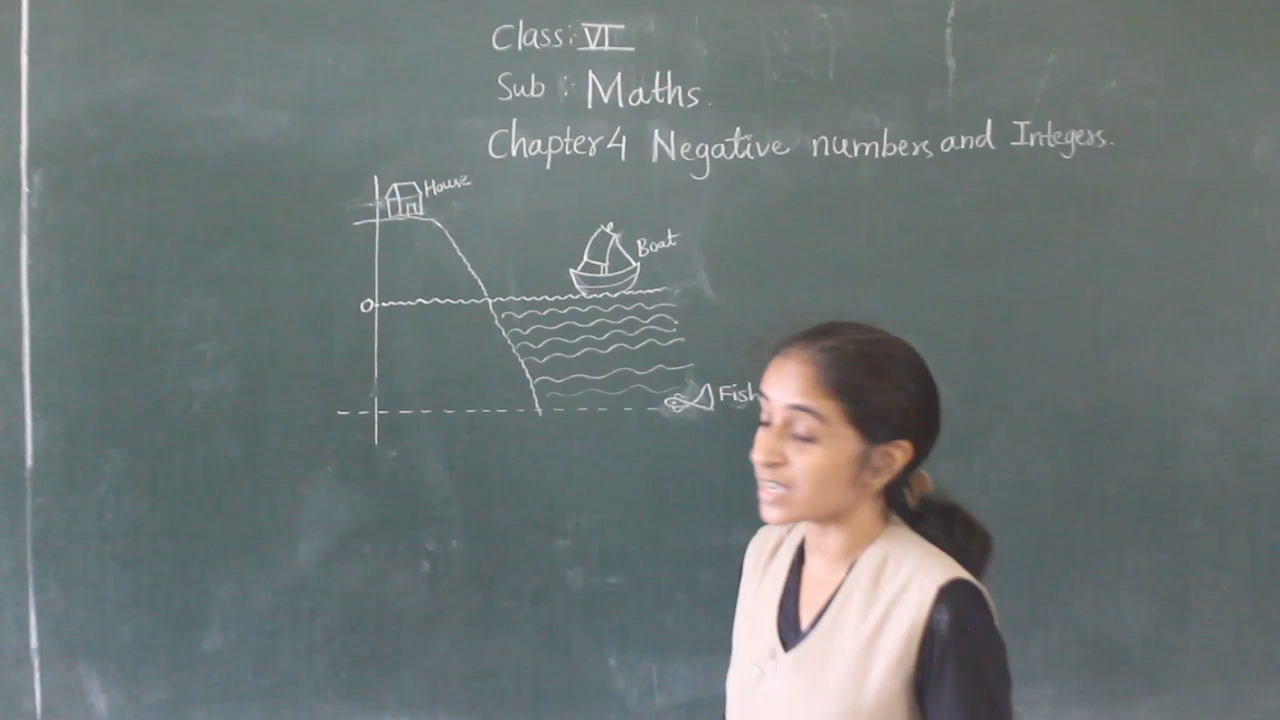 Class: VI
Sub : Maths.
Chapter 4 Negative numbers and Integers.
House
Boat
0
Fish